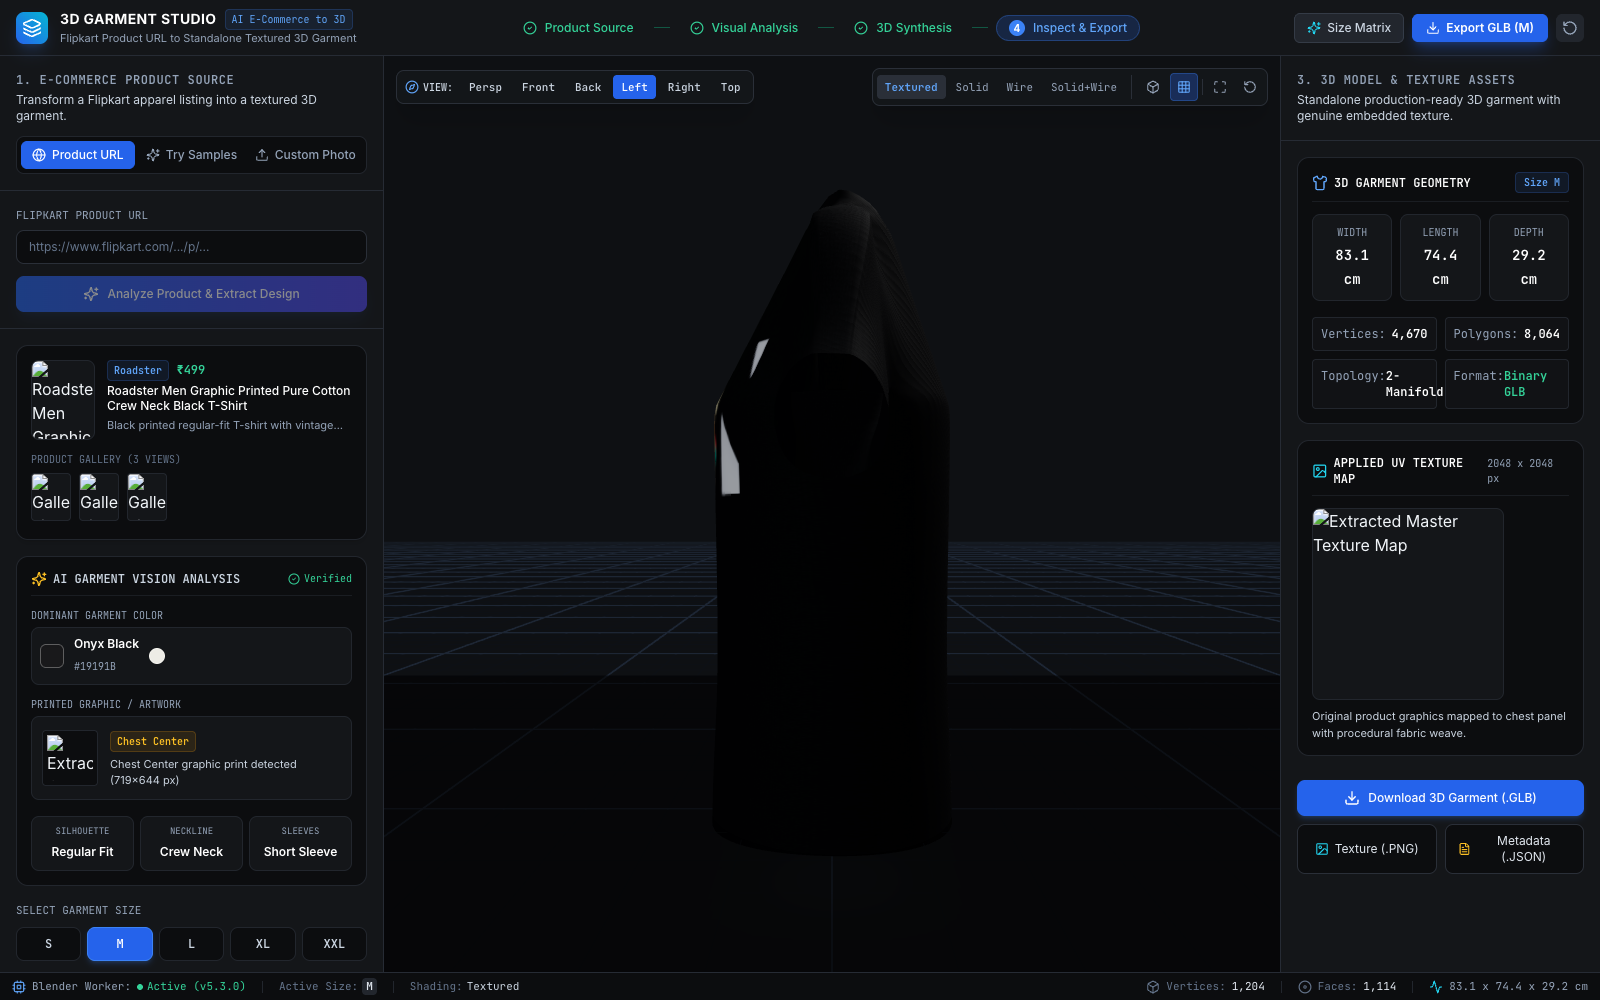 3D GARMENT STUDIO
AI E-Commerce to 3D
Flipkart Product URL to Standalone Textured 3D Garment
Product Source
Visual Analysis
3D Synthesis
4 Inspect & Export
Size Matrix
Export GLB (M)
1. E-COMMERCE PRODUCT SOURCE
Transform a Flipkart apparel listing into a textured 3D
garment.
Product URL
Try Samples
Custom Photo
FLIPKART PRODUCT URL
https://www.flipkart.com/.../p/...
Analyze Product & Extract Design
Roadste
Men
Graphic
Roadster ₹499
Roadster Men Graphic Printed Pure Cotton
Crew Neck Black T-Shirt
Black printed regular-fit T-shirt with vintage...
PRODUCT GALLERY (3 VIEWS)
Galle
Galle
Galle
AI GARMENT VISION ANALYSIS
Verified
DOMINANT GARMENT COLOR
Onyx Black
#19191B
PRINTED GRAPHIC / ARTWORK
Extrac
Chest Center
Chest Center graphic print detected
(719×644 px)
SILHOUETTE
Regular Fit
NECKLINE
Crew Neck
SLEEVES
Short Sleeve
SELECT GARMENT SIZE
S
M
L
XL
XXL
VIEW:
Persp
Front
Back
Left
Right
Top
Textured
Solid
Wire
Solid+Wire
3. 3D MODEL & TEXTURE ASSETS
Standalone production-ready 3D garment with
genuine embedded texture.
3D GARMENT GEOMETRY
Size M
WIDTH
83.1
cm
LENGTH
74.4
cm
DEPTH
29.2
cm
Vertices: 4,670
Polygons: 8,064
Topology: 2-
Manifold
Format: Binary
GLB
APPLIED UV TEXTURE
MAP
2048 x 2048
px
Extracted Master
Texture Map
Original product graphics mapped to chest panel
with procedural fabric weave.
Download 3D Garment (.GLB)
Texture (.PNG)
Metadata
(.JSON)
Blender Worker: Active (v5.3.0)
Active Size: M
Shading: Textured
Vertices: 1,204
Faces: 1,114
83.1 x 74.4 x 29.2 cm